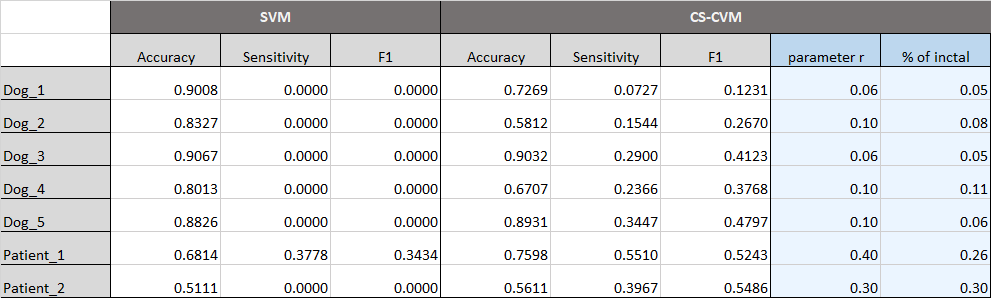 SVM CS-CVM
Accuracy Sensitivity F1 Accuracy Sensitivity F1 parameter r % of inctal
Dog_1 0.9008 0.0000 0.0000 0.7269 0.0727 0.1231 0.06 0.05
Dog_2 0.8327 0.0000 0.0000 0.5812 0.1544 0.2670 0.10 0.08
Dog_3 0.9067 0.0000 0.0000 0.9032 0.2900 0.4123 0.06 0.05
Dog_4 0.8013 0.0000 0.0000 0.6707 0.2366 0.3768 0.10 0.11
Dog_5 0.8826 0.0000 0.0000 0.8931 0.3447 0.4797 0.10 0.06
Patient_1 0.6814 0.3778 0.3434 0.7598 0.5510 0.5243 0.40 0.26
Patient_2 0.5111 0.0000 0.0000 0.5611 0.3967 0.5486 0.30 0.30